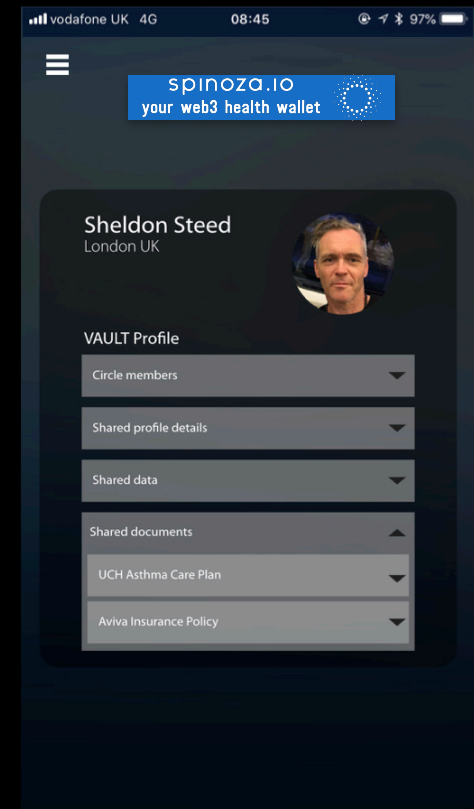 vodafone UK 4G 08:45 97%
spinoza.io
your web3 health wallet
Sheldon Steed
London UK
VAULT Profile
Circle members
Shared profile details
Shared data
Shared documents
UCH Asthma Care Plan
Aviva Insurance Policy